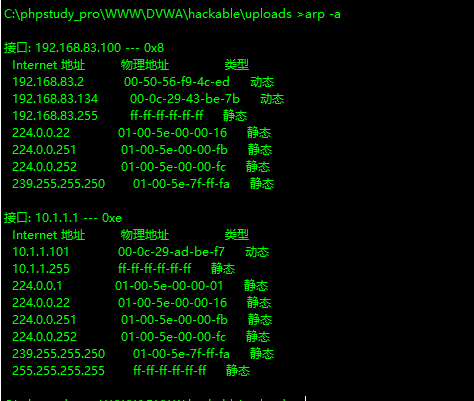 C:\phpstudy_pro\WWW\DVWA\hackable\uploads >arp -a
接口: 192.168.83.100 --- 0x8
Internet 地址 物理地址 类型
192.168.83.2 00-50-56-f9-4c-ed 动态
192.168.83.134 00-0c-29-43-be-7b 动态
192.168.83.255 ff-ff-ff-ff-ff-ff 静态
224.0.0.22 01-00-5e-00-00-16 静态
224.0.0.251 01-00-5e-00-00-fb 静态
224.0.0.252 01-00-5e-00-00-fc 静态
239.255.255.250 01-00-5e-7f-ff-fa 静态
接口: 10.1.1.1 --- 0xe
Internet 地址 物理地址 类型
10.1.1.101 00-0c-29-ad-be-f7 动态
10.1.1.255 ff-ff-ff-ff-ff-ff 静态
224.0.0.1 01-00-5e-00-00-01 静态
224.0.0.22 01-00-5e-00-00-16 静态
224.0.0.251 01-00-5e-00-00-fb 静态
224.0.0.252 01-00-5e-00-00-fc 静态
239.255.255.250 01-00-5e-7f-ff-fa 静态
255.255.255.255 ff-ff-ff-ff-ff-ff 静态